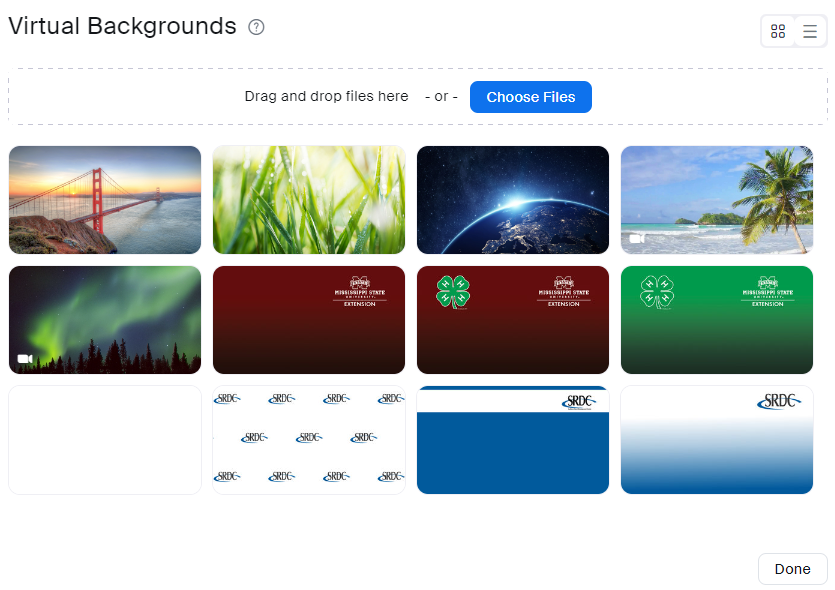 Virtual Backgrounds ?
Drag and drop files here - or - Choose Files
MISSISSIPPI STATE
UNIVERSITY
EXTENSION
H H
H H
MISSISSIPPI STATE
UNIVERSITY
EXTENSION
H H
H H
MISSISSIPPI STATE
UNIVERSITY
EXTENSION
SRDC SRDC SRDC SRDC
SRDC SRDC SRDC
SRDC SRDC SRDC SRDC
SRDC
SRDC
Done